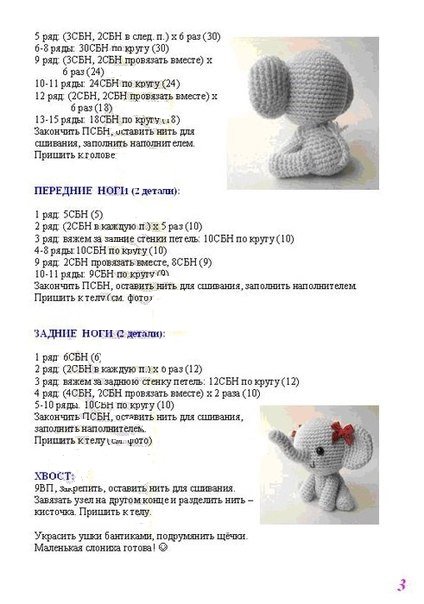 5 ряд: (3СБН, 2СБН в след. п.) х 6 раз (30)
6-8 ряды: 30СБН по кругу (30)
9 ряд: (3СБН, 2СБН провязать вместе) х
6 раз (24)
10-11 ряды: 24СБН по кругу (24)
12 ряд: (2СБН, 2СБН провязать вместе) х
6 раз (18)
13-15 ряды: 18СБН по кругу (18)
Закончить ПСБН, оставить нить для
сшивания, заполнить наполнителем.
Пришить к голове
ПЕРЕДНИЕ НОГИ (2 детали):
1 ряд: 5СБН (5)
2 ряд: (2СБН в каждую п.) х 5 раз (10)
3 ряд: вяжем за задние стенки петель: 10СБН по кругу (10)
4-8 ряды:10СБН по кругу (10)
9 ряд: 2СБН провязать вместе, 8СБН (9)
10-11 ряды: 9СБН по кругу (9)
Закончить ПСБН, оставить нить для сшивания, заполнить наполнителем.
Пришить к телу (см. фото)
ЗАДНИЕ НОГИ (2 детали):
1 ряд: 6СБН (6)
2 ряд: (2СБН в каждую п.) х 6 раз (12)
3 ряд: вяжем за заднюю стенку петель: 12СБН по кругу (12)
4 ряд: (4СБН, 2СБН провязать вместе) х 2 раза (10)
5-10 ряды: 10СБН по кругу (10)
Закончить ПСБН, оставить нить для сшивания,
заполнить наполнителем.
Пришить к телу (см. фото)
ХВОСТ:
9ВП, закрепить, оставить нить для сшивания.
Завязать узел на другом конце и разделить нить –
кисточка. Пришить к телу.
Украсить ушки бантиками, подрумянить щёчки.
Маленькая слониха готова! ☺
3